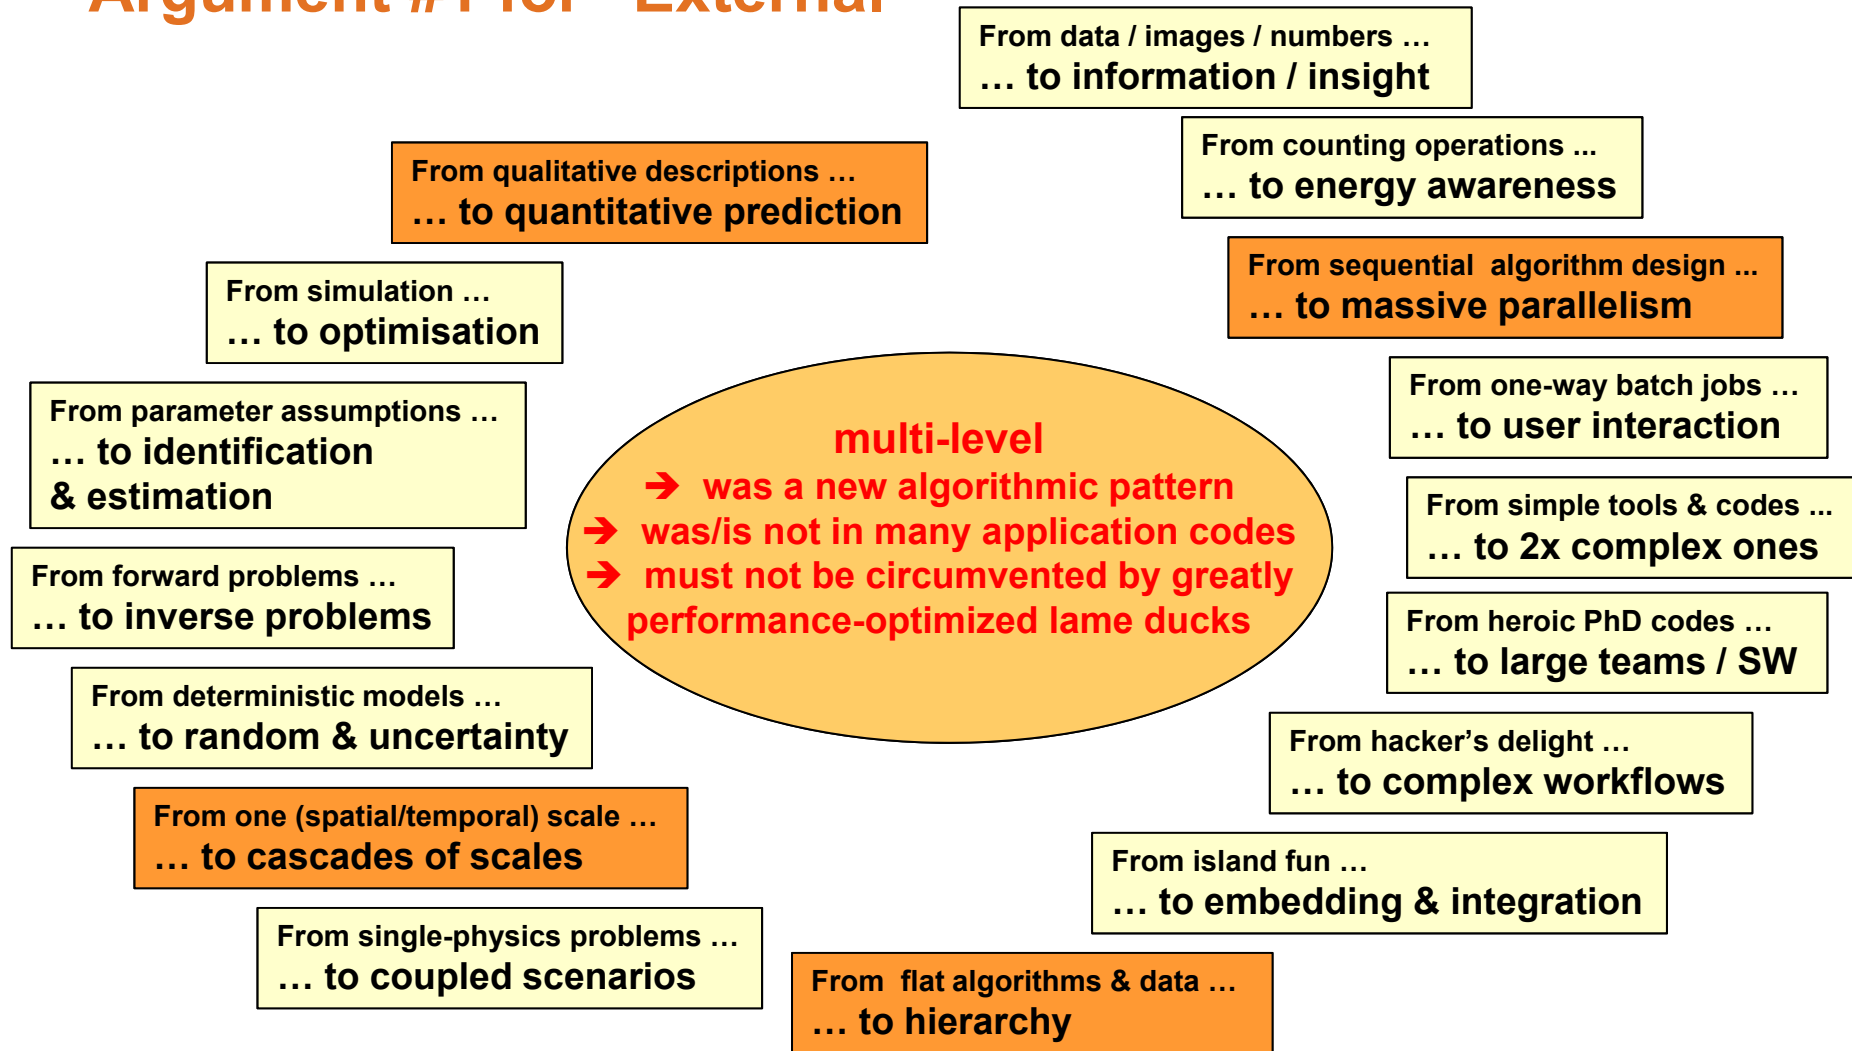 Argument #1 for "External"
From data / images / numbers …
… to information / insight
From counting operations ...
… to energy awareness
From qualitative descriptions …
… to quantitative prediction
From sequential algorithm design ...
… to massive parallelism
From simulation …
… to optimisation
From one-way batch jobs …
… to user interaction
From parameter assumptions …
… to identification
& estimation
multi-level
➔ was a new algorithmic pattern
➔ was/is not in many application codes
➔ must not be circumvented by greatly
performance-optimized lame ducks
From simple tools & codes ...
… to 2x complex ones
From forward problems …
… to inverse problems
From heroic PhD codes …
… to large teams / SW
From deterministic models …
… to random & uncertainty
From hacker’s delight …
… to complex workflows
From one (spatial/temporal) scale …
… to cascades of scales
From island fun …
… to embedding & integration
From single-physics problems …
… to coupled scenarios
From flat algorithms & data …
… to hierarchy